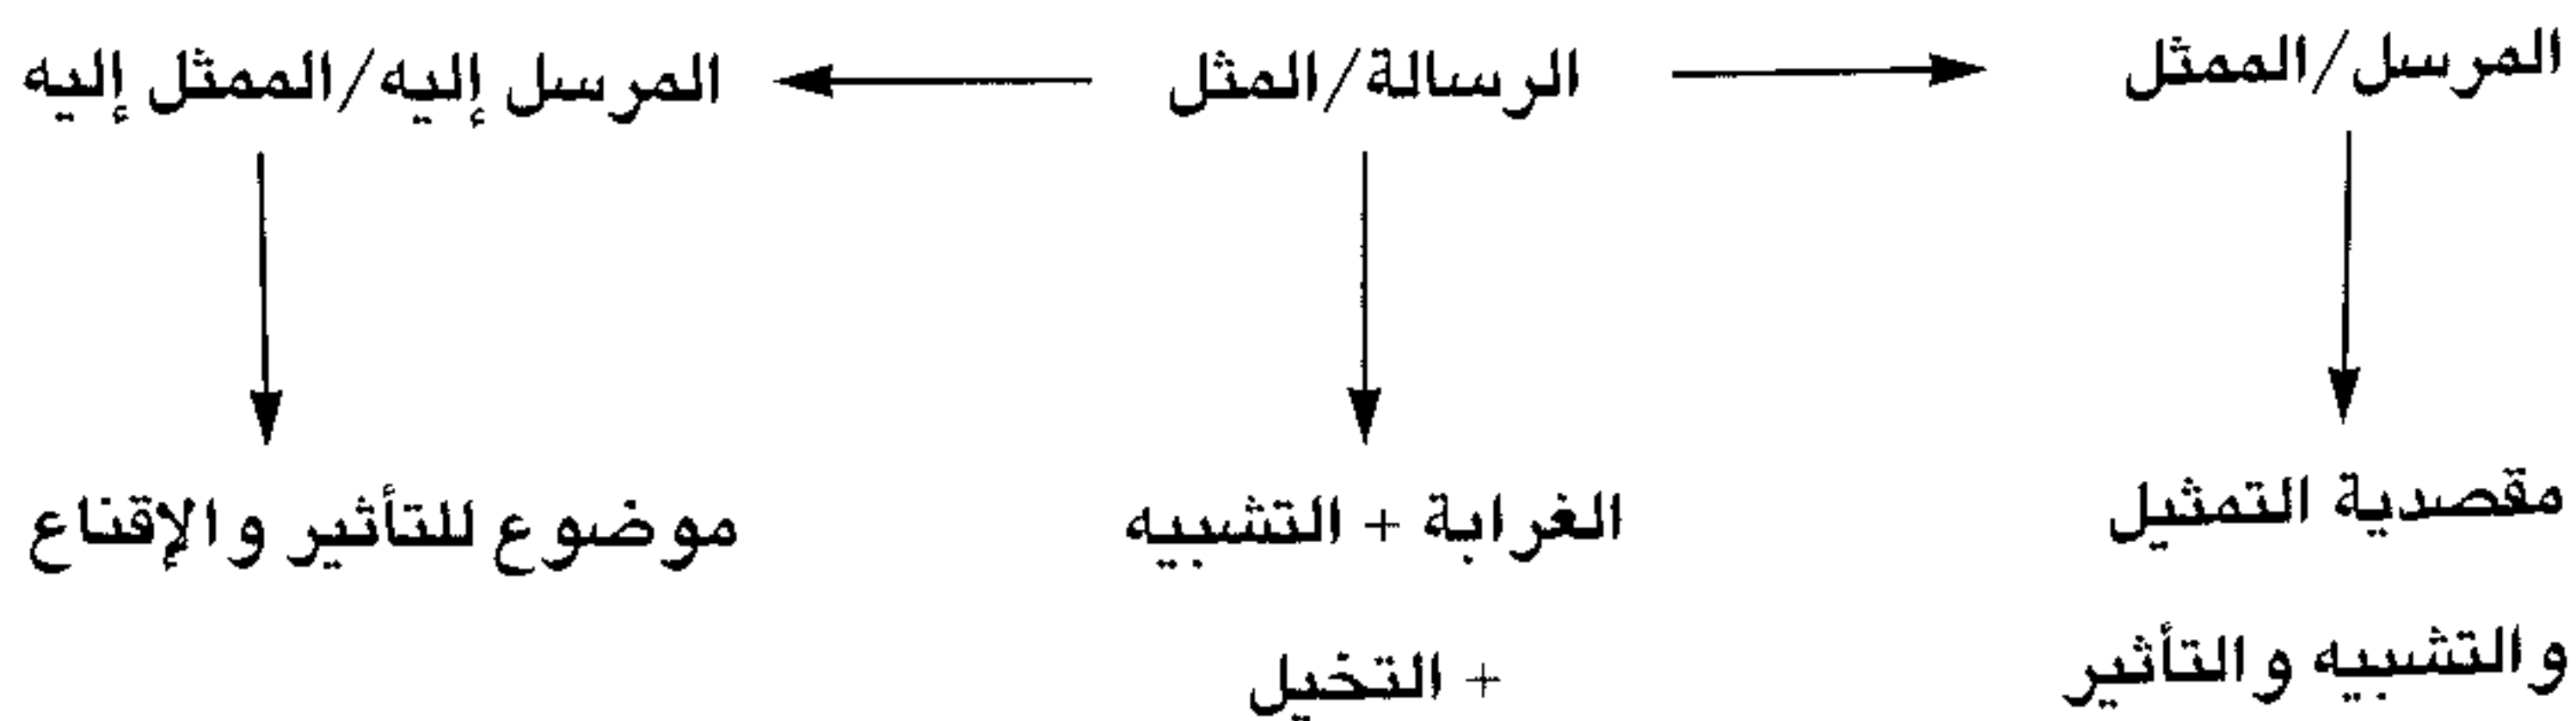 المرسل/الممثل
الرسالة/المثل
المرسل إليه/الممثل إليه
مقصدية التمثيل
والتشبيه والتأثير
الغرابة + التشبيه
+ التخيل
موضوع للتأثير والإقناع